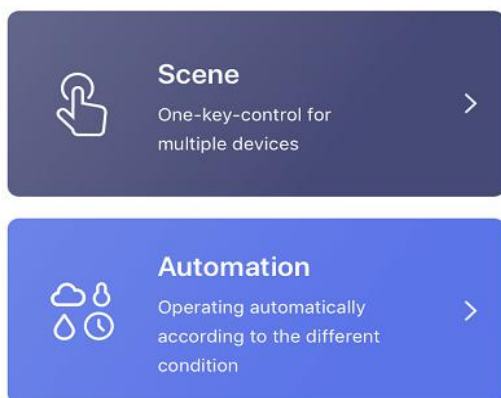 Scene
One-key-control for
multiple devices
Automation
Operating automatically
according to the different
condition